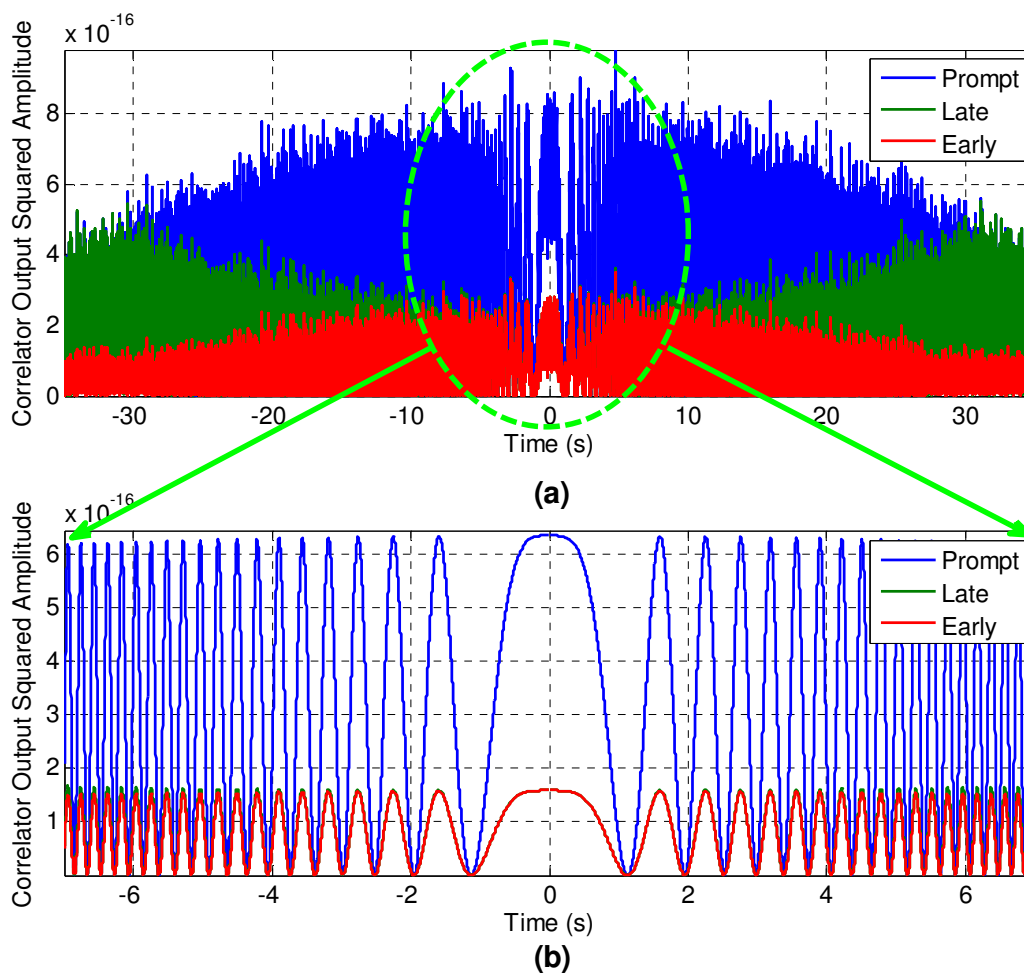 x 10^-16
Correlator Output Squared Amplitude
8
6
4
2
0
Prompt
Late
Early
-30 -20 -10 0 10 20 30
Time (s)
(a)
x 10^-16
Correlator Output Squared Amplitude
6
5
4
3
2
1
Prompt
Late
Early
-6 -4 -2 0 2 4 6
Time (s)
(b)